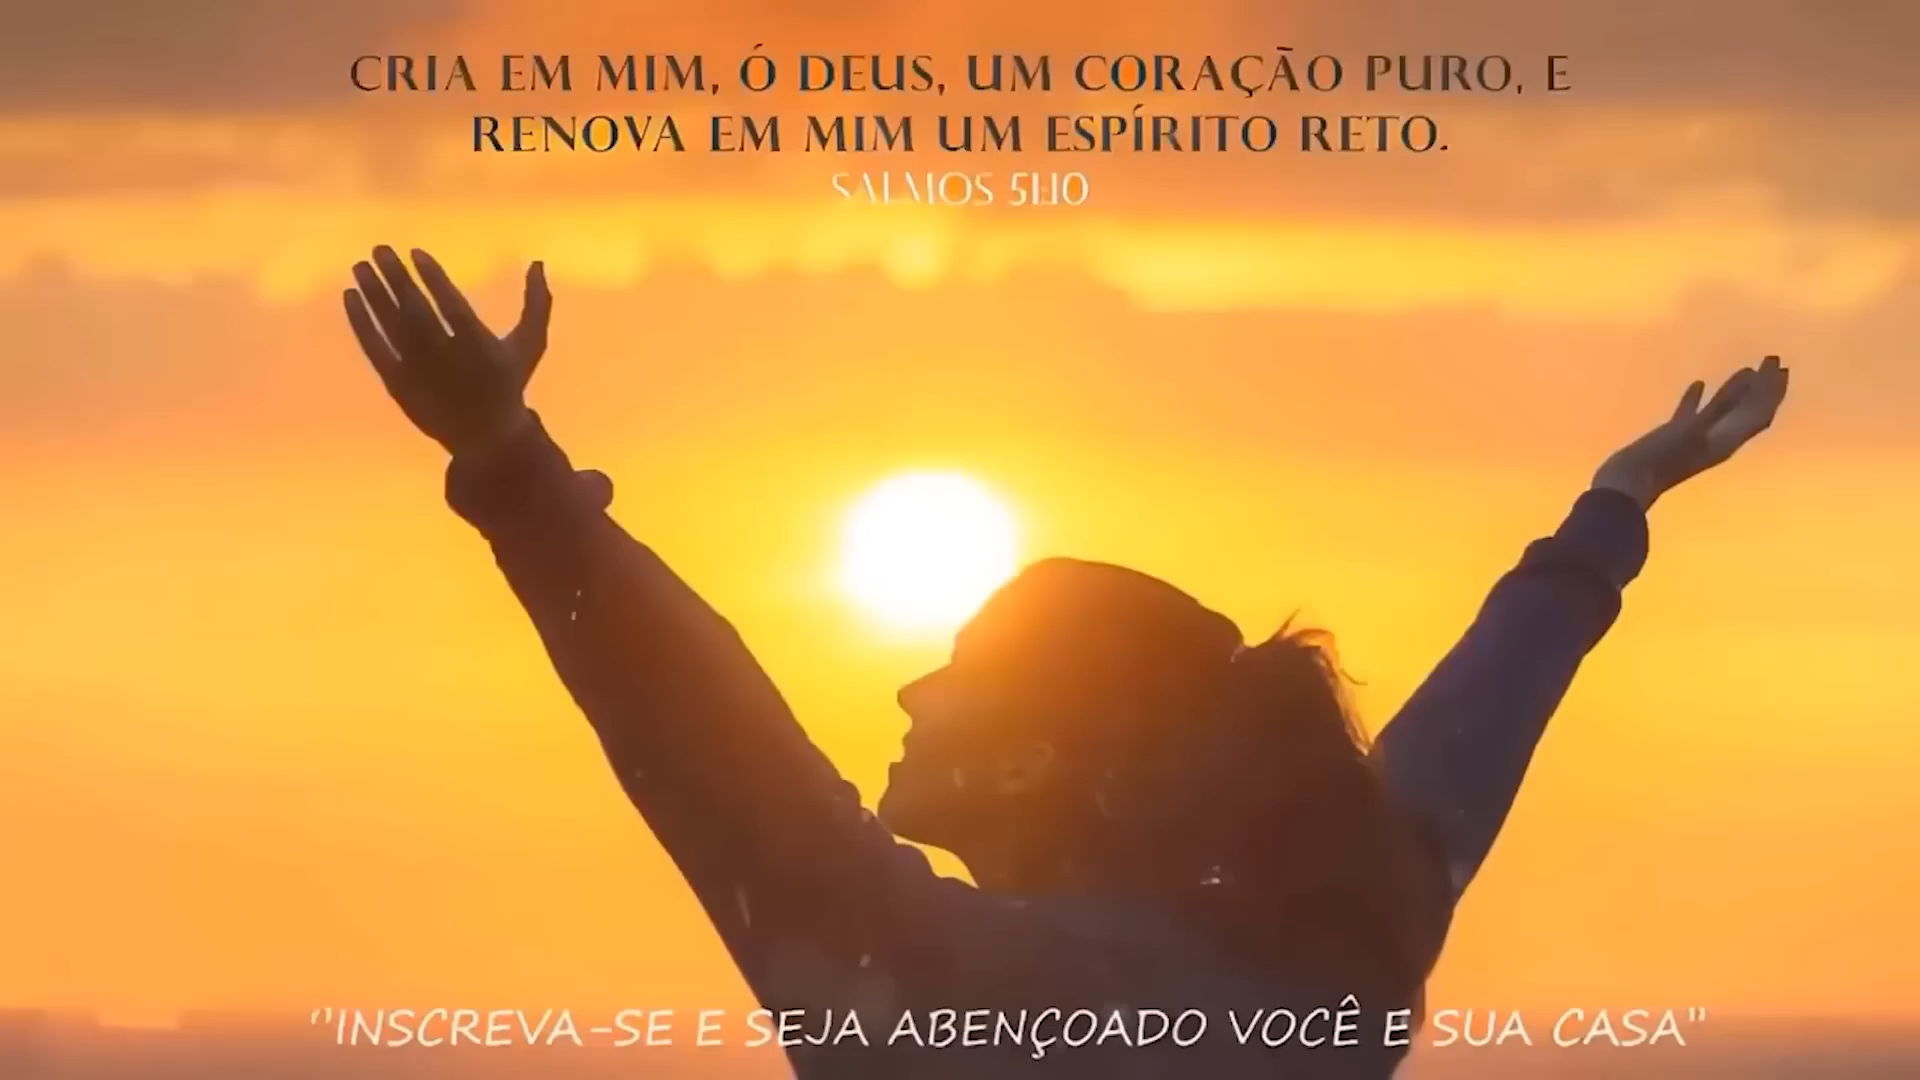 CRIA EM MIM, Ó DEUS, UM CORAÇÃO PURO, E
RENOVA EM MIM UM ESPÍRITO RETO.
SALMOS 51:10
"INSCREVA-SE E SEJA ABENÇOADO VOCÊ E SUA CASA"